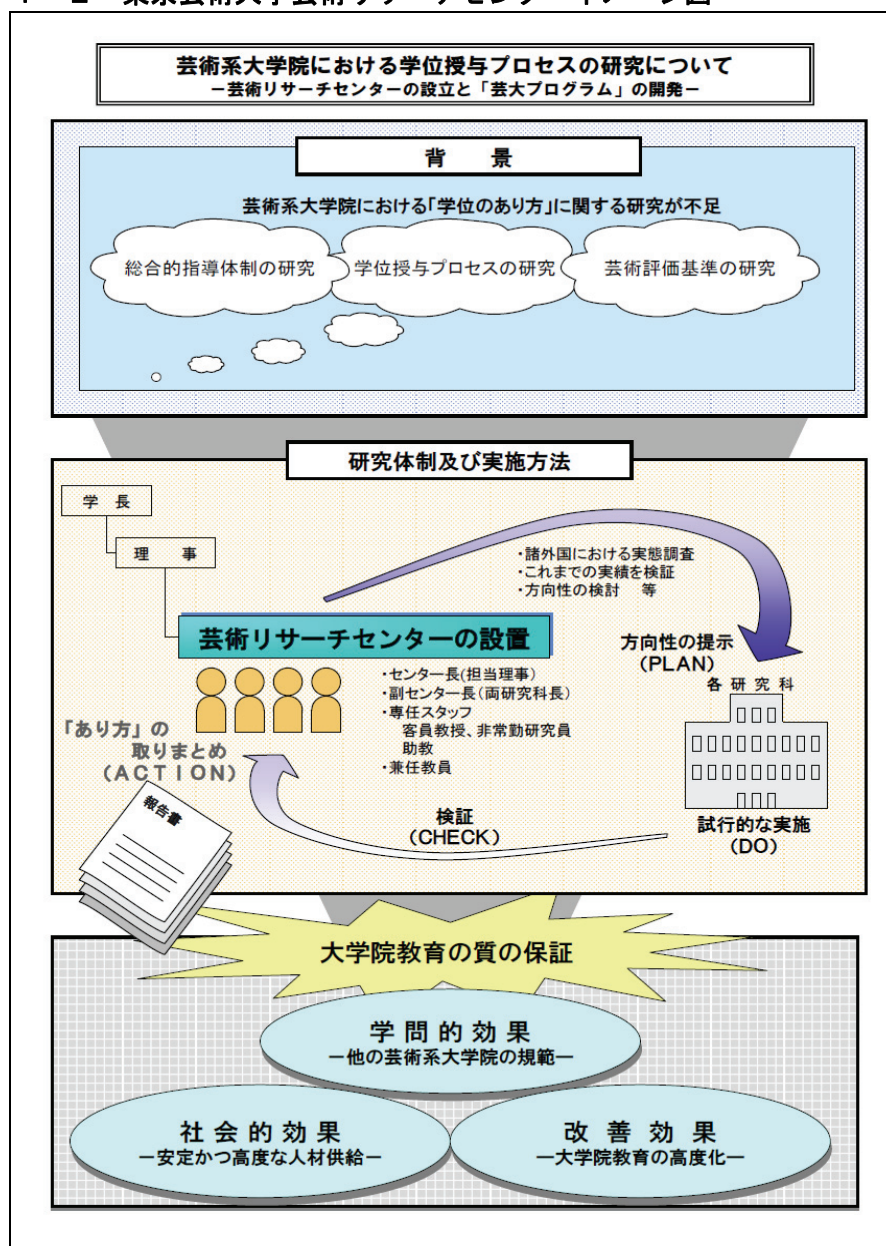 芸術系大学院における学位授与プロセスの研究について
－芸術リサーチセンターの設立と「芸大プログラム」の開発－
背　景
芸術系大学院における「学位のあり方」に関する研究が不足
総合的指導体制の研究
学位授与プロセスの研究
芸術評価基準の研究
研究体制及び実施方法
学　長
理　事
・諸外国における実態調査
・これまでの実績を検証
・方向性の検討　等
芸術リサーチセンターの設置
方向性の提示
(PLAN)
各 研 究 科
・センター長(担当理事)
・副センター長(両研究科長)
・専任スタッフ
客員教授、非常勤研究員
助教
・兼任教員
「あり方」の
取りまとめ
(ＡＣＴＩＯＮ)
報告書
検証
(CHECK)
試行的な実施
(DO)
大学院教育の質の保証
学 問 的 効 果
―他の芸術系大学院の規範―
社 会 的 効 果
―安定かつ高度な人材供給―
改 善 効 果
―大学院教育の高度化―